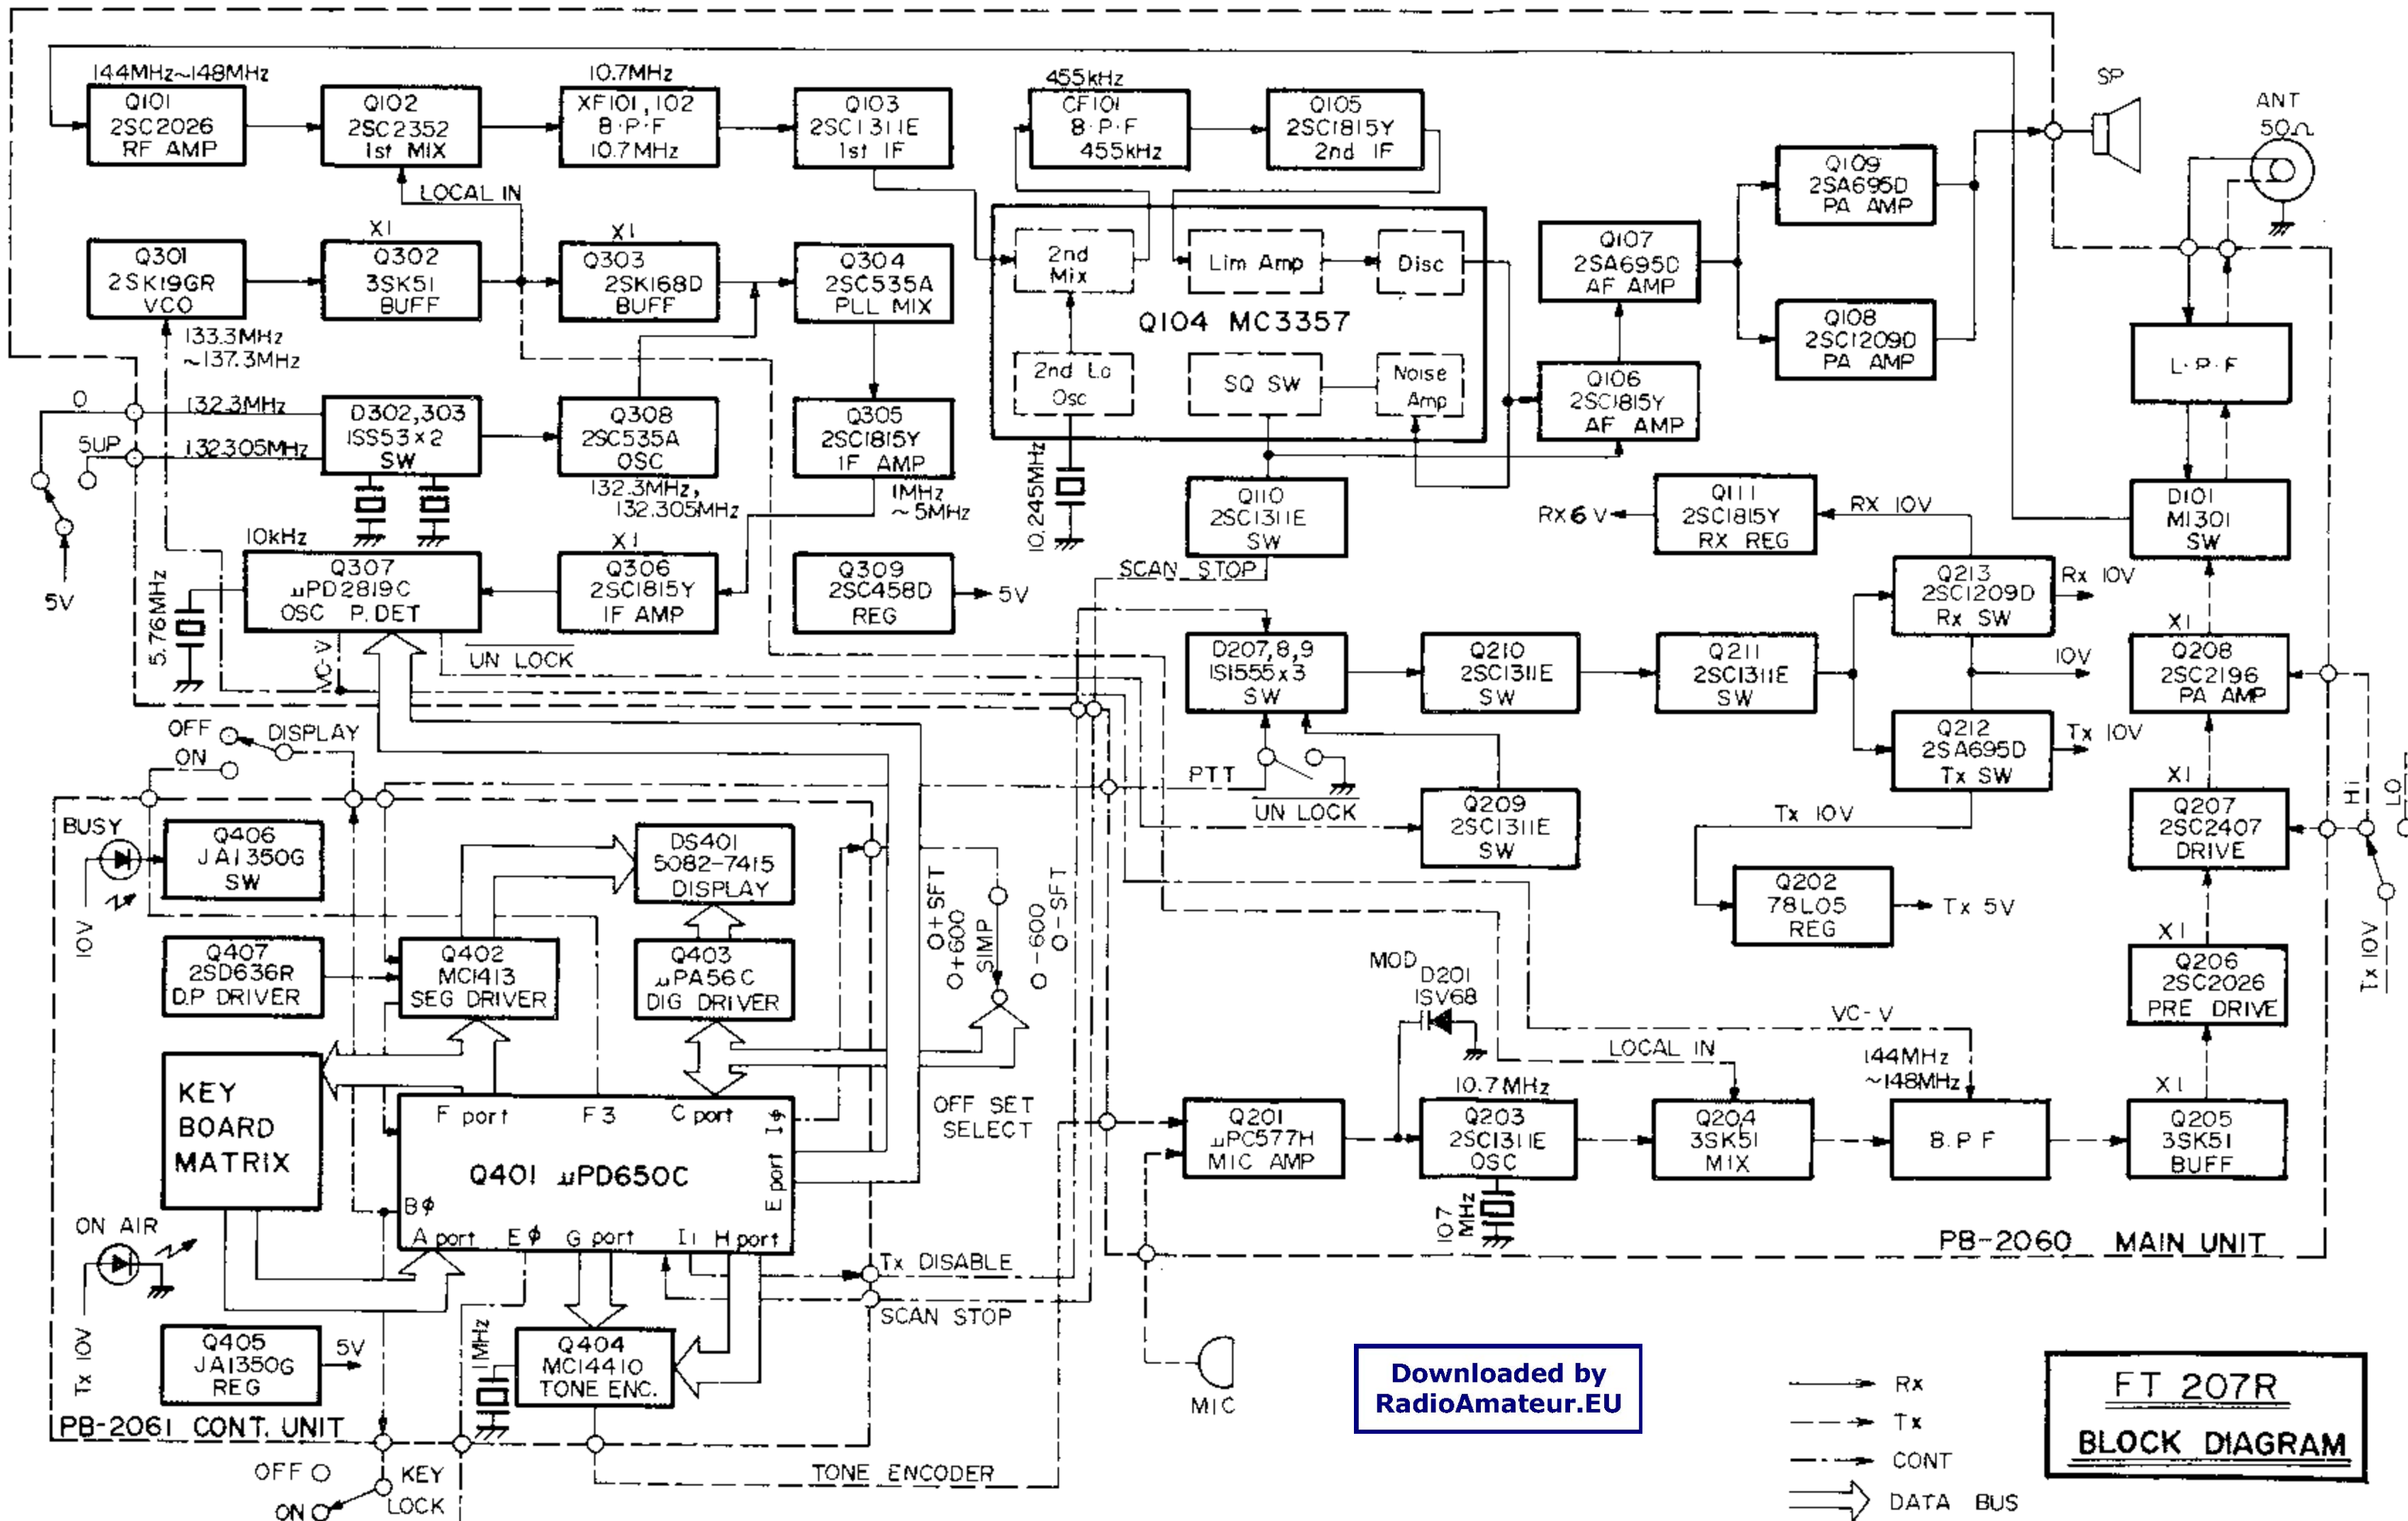 144MHz~148MHz
Q101
2SC2026
RF AMP
Q102
2SC2352
1st MIX
10.7MHz
XF101,102
B·P·F
10.7MHz
Q103
2SC1311E
1st IF
455kHz
CF101
B·P·F
455kHz
Q105
2SC1815Y
2nd IF
SP
ANT
50Ω
LOCAL IN
Q301
2SK19GR
VCO
133.3MHz
~137.3MHz
X1
Q302
3SK51
BUFF
X1
Q303
2SK168D
BUFF
Q304
2SC535A
PLL MIX
2nd
Mix
Lim Amp
Disc
Q104 MC3357
2nd Lo
Osc
SQ SW
Noise
Amp
10.245MHz
Q107
2SA695D
AF AMP
Q106
2SC1815Y
AF AMP
Q109
2SA695D
PA AMP
Q108
2SC1209D
PA AMP
L·P·F
0
132.3MHz
5UP
132.305MHz
5V
D302,303
1SS53×2
SW
Q308
2SC535A
OSC
132.3MHz,
132.305MHz
Q305
2SC1815Y
IF AMP
1MHz
~5MHz
10kHz
Q307
µPD2819C
OSC P.DET
5.76MHz
X1
Q306
2SC1815Y
IF AMP
Q309
2SC458D
REG
5V
VC-V
UN LOCK
Q110
2SC1311E
SW
SCAN STOP
RX6V
Q111
2SC1815Y
RX REG
RX 10V
D101
MI301
SW
Q213
2SC1209D
Rx SW
Rx 10V
10V
Q212
2SA695D
Tx SW
Tx 10V
Tx 10V
D207,8,9
1S1555x3
SW
Q210
2SC1311E
SW
Q211
2SC1311E
SW
PTT
UN LOCK
Q209
2SC1311E
SW
Q202
78L05
REG
Tx 5V
X1
Q208
2SC2196
PA AMP
X1
Q207
2SC2407
DRIVE
HI
LO
Tx 10V
X1
Q206
2SC2026
PRE DRIVE
OFF
ON
DISPLAY
BUSY
10V
Q406
JA1350G
SW
Q407
2SD636R
D.P DRIVER
Q402
MC1413
SEG DRIVER
DS401
5082-7415
DISPLAY
Q403
µPA56C
DIG DRIVER
O+SFT
O+600
SIMP
O-600
O-SFT
OFF SET
SELECT
KEY
BOARD
MATRIX
F port
F3
C port
Iϕ
E port
Q401 µPD650C
Bϕ
A port
Eϕ
G port
I1
H port
ON AIR
Tx 10V
Q405
JA1350G
REG
5V
1MHz
Q404
MC14410
TONE ENC.
Tx DISABLE
SCAN STOP
PB-2061 CONT. UNIT
OFF
ON
KEY
LOCK
TONE ENCODER
MOD
D201
1SV68
VC-V
LOCAL IN
144MHz
~148MHz
Q201
µPC577H
MIC AMP
10.7MHz
Q203
2SC1311E
OSC
107
MHz
Q204
3SK51
MIX
B.P.F
X1
Q205
3SK51
BUFF
PB-2060 MAIN UNIT
MIC
Downloaded by
RadioAmateur.EU
Rx
Tx
CONT
DATA BUS
FT 207R
BLOCK DIAGRAM